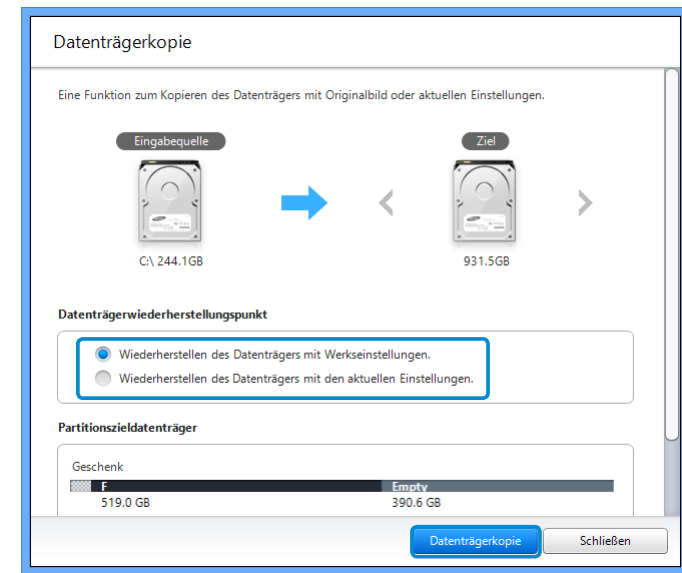 Datenträgerkopie
Eine Funktion zum Kopieren des Datenträgers mit Originalbild oder aktuellen Einstellungen.
Eingabequelle
Ziel
C:\ 244.1GB
931.5GB
Datenträgerwiederherstellungspunkt
Wiederherstellen des Datenträgers mit Werkseinstellungen.
Wiederherstellen des Datenträgers mit den aktuellen Einstellungen.
Partitionszieldatenträger
Geschenk
F Empty
519.0 GB 390.6 GB
Datenträgerkopie Schließen